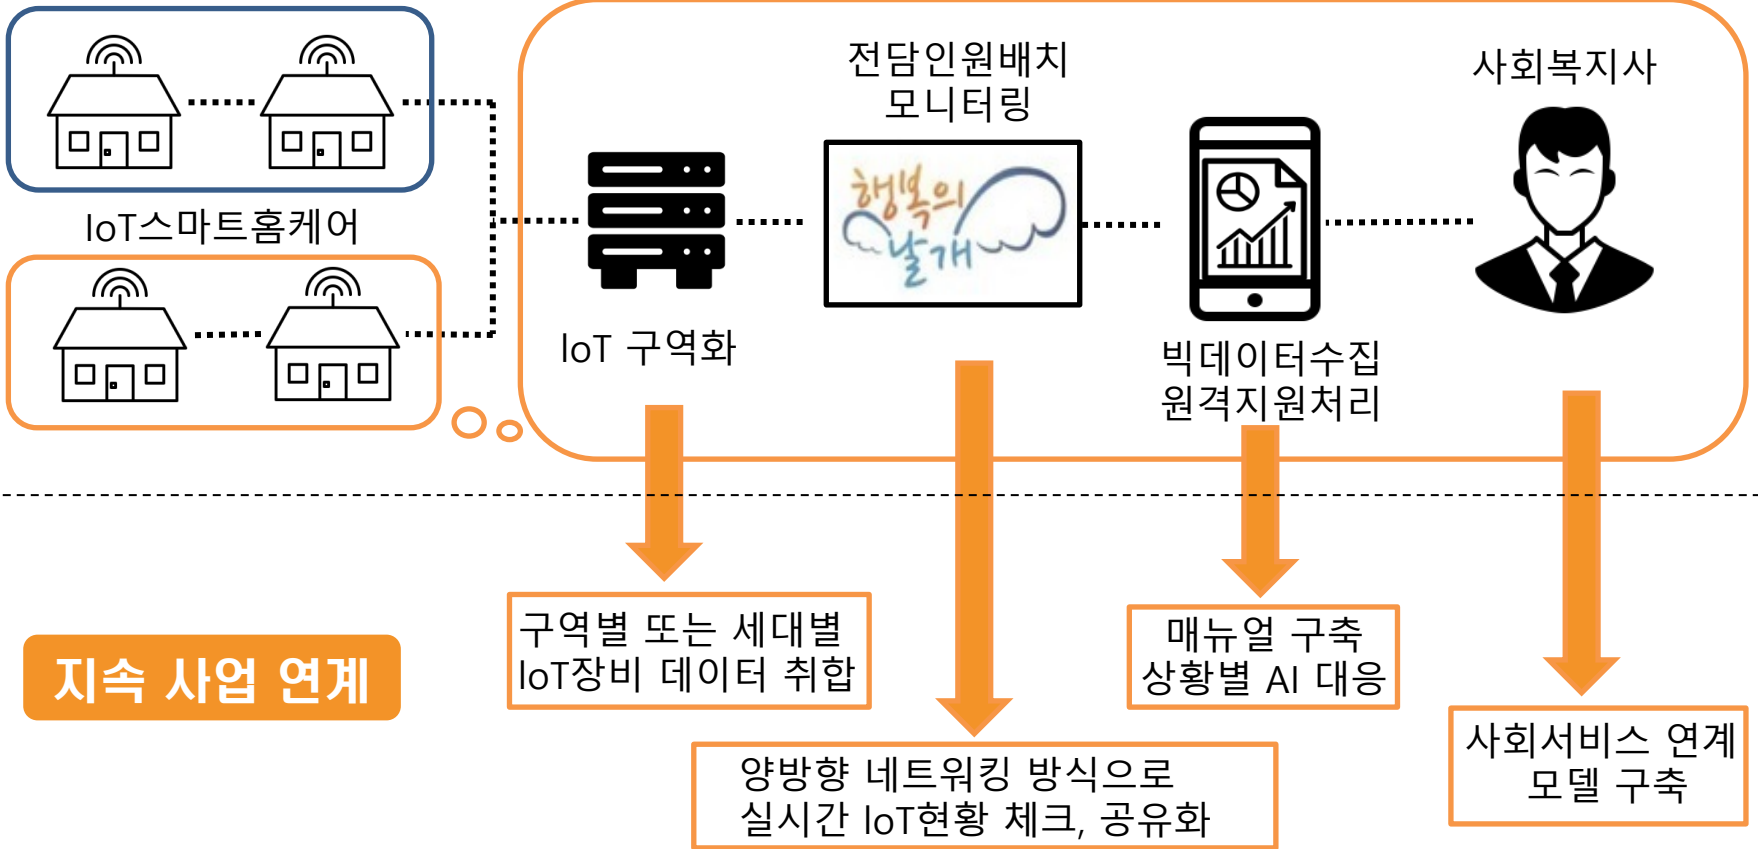 전담인원배치
모니터링
사회복지사
행복의
날개
IoT스마트홈케어
IoT 구역화
빅데이터수집
원격지원처리
구역별 또는 세대별
IoT장비 데이터 취합
매뉴얼 구축
상황별 AI 대응
지속 사업 연계
사회서비스 연계
모델 구축
양방향 네트워킹 방식으로
실시간 IoT현황 체크, 공유화